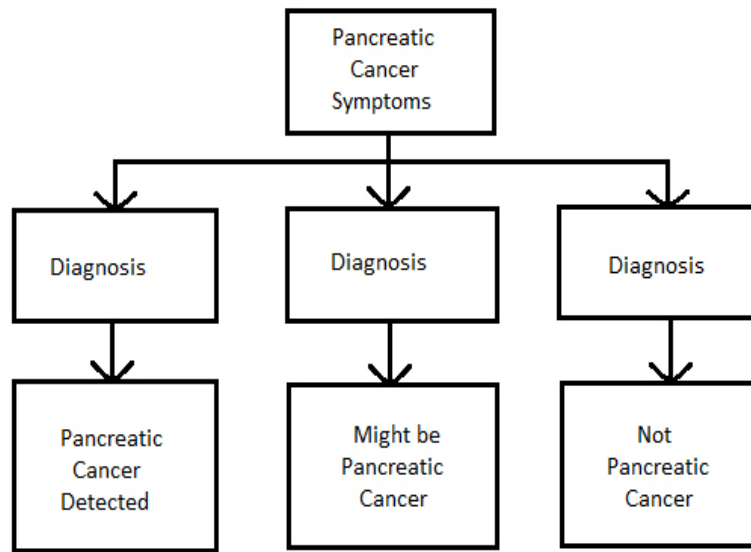 Pancreatic
Cancer
Symptoms
Diagnosis
Diagnosis
Diagnosis
Pancreatic
Cancer
Detected
Might be
Pancreatic
Cancer
Not
Pancreatic
Cancer